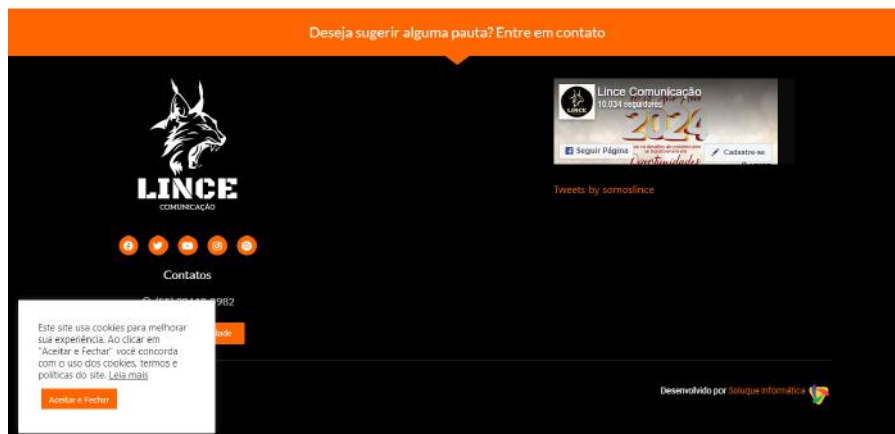 Deseja sugerir alguma pauta? Entre em contato
LINCE
COMUNICAÇÃO
Contatos
Lince Comunicação
10.034 seguidores
2024
Oportunidades
Seguir Página
Cadastre-se
Tweets by somoslince
Este site usa cookies para melhorar
sua experiência. Ao clicar em
"Aceitar e Fechar" você concorda
com o uso dos cookies, termos e
políticas do site. Leia mais
Aceitar e Fechar
Desenvolvido por Soluque Informática